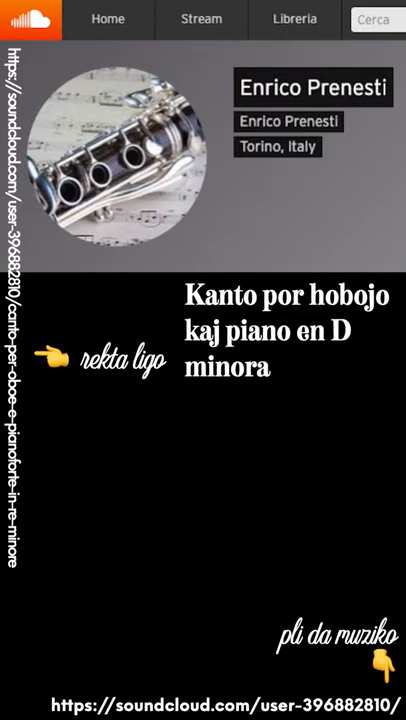 Home Stream Libreria Cerca
Enrico Prenesti
Enrico Prenesti
Torino, Italy
https://soundcloud.com/user-396882810/canto-per-oboe-e-pianoforte-in-re-minore
Kanto por hobojo
kaj piano en D
minora
rekta ligo
pli da muziko
https://soundcloud.com/user-396882810/